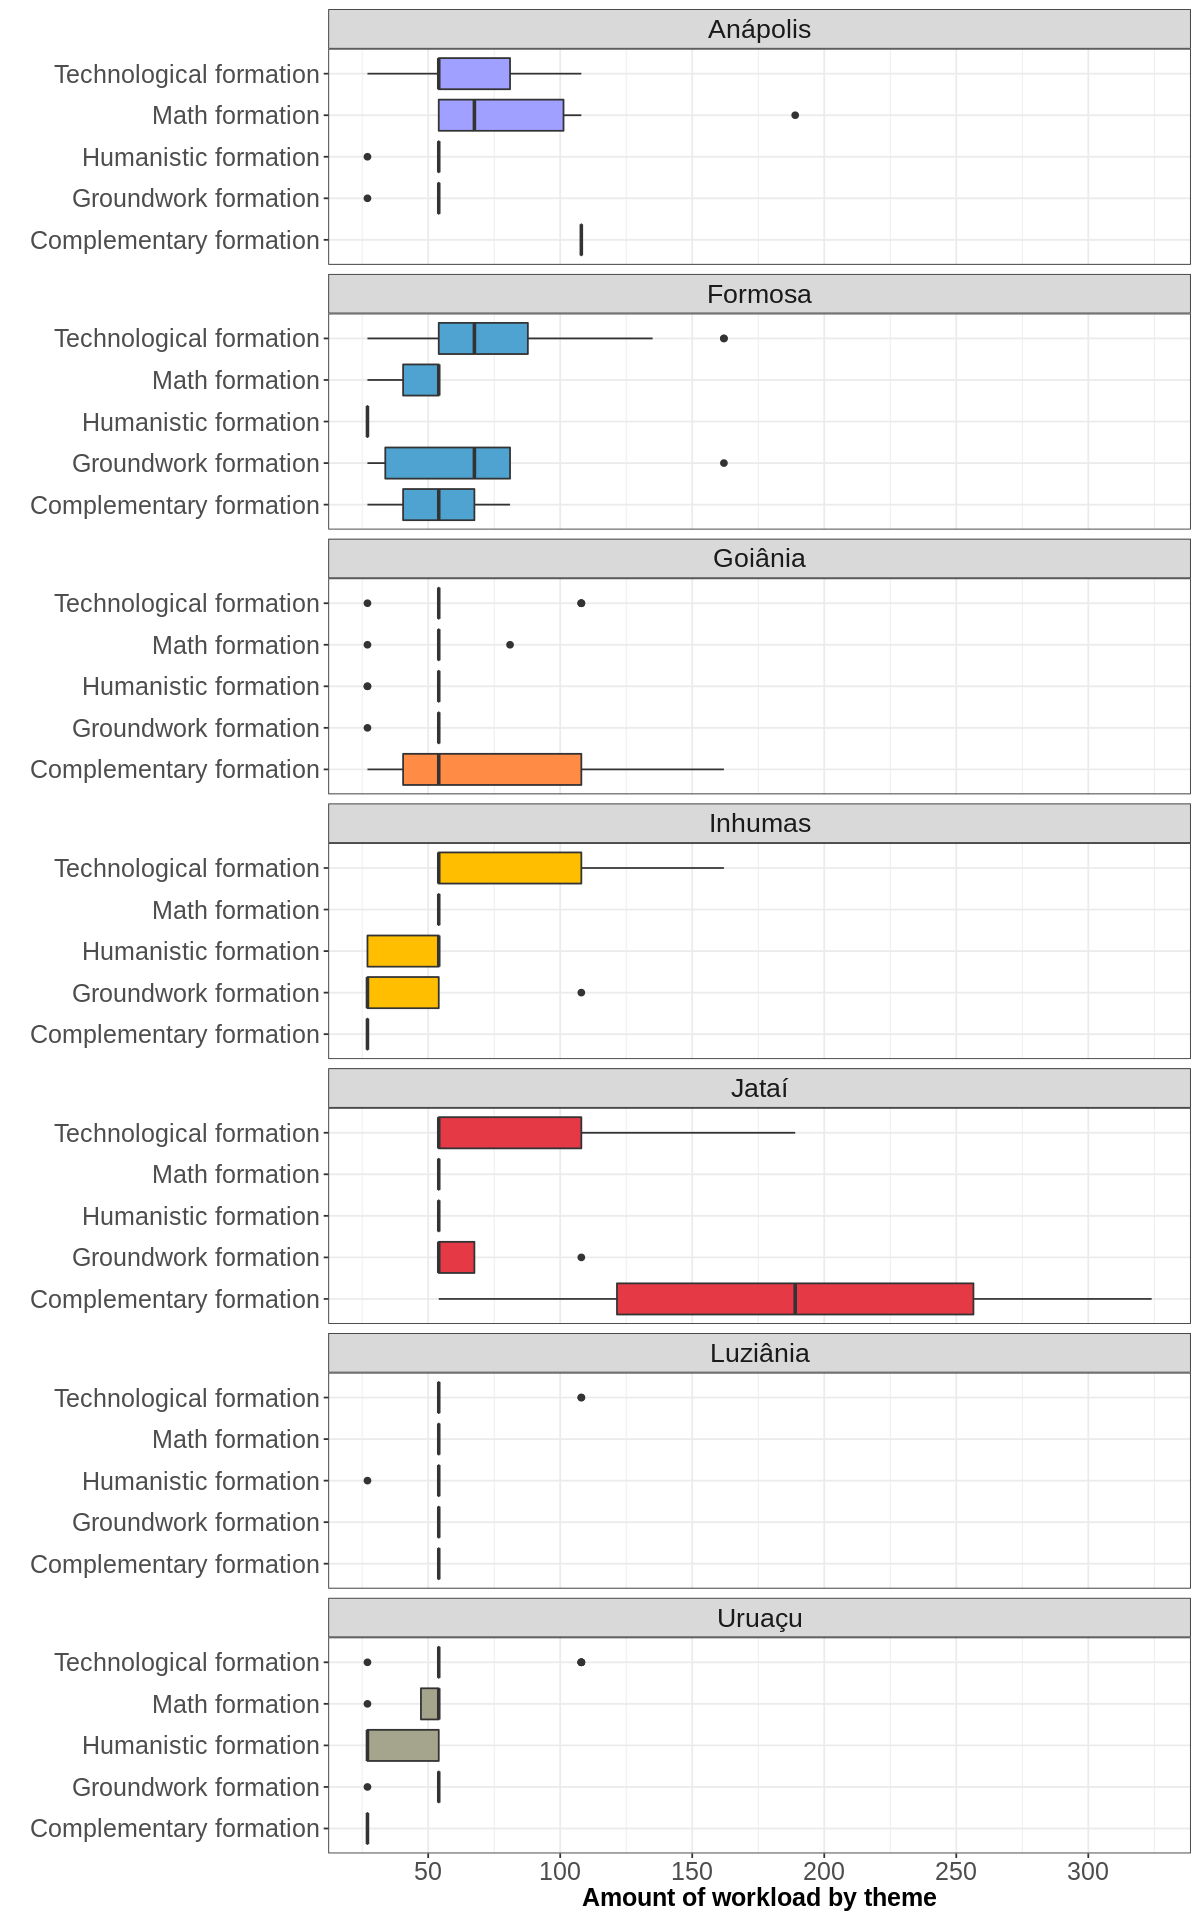 Anápolis
Technological formation
Math formation
Humanistic formation
Groundwork formation
Complementary formation
Formosa
Technological formation
Math formation
Humanistic formation
Groundwork formation
Complementary formation
Goiânia
Technological formation
Math formation
Humanistic formation
Groundwork formation
Complementary formation
Inhumas
Technological formation
Math formation
Humanistic formation
Groundwork formation
Complementary formation
Jataí
Technological formation
Math formation
Humanistic formation
Groundwork formation
Complementary formation
Luziânia
Technological formation
Math formation
Humanistic formation
Groundwork formation
Complementary formation
Uruaçu
Technological formation
Math formation
Humanistic formation
Groundwork formation
Complementary formation
50 100 150 200 250 300
Amount of workload by theme